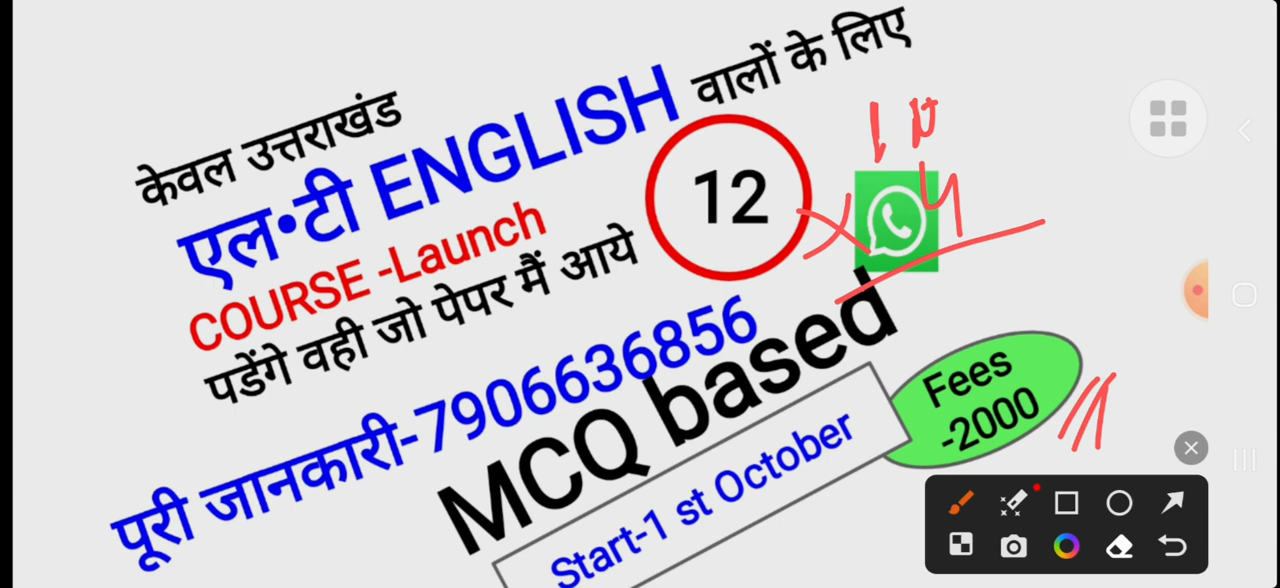 केवल उत्तराखंड
एल•टी ENGLISH वालों के लिए
COURSE -Launch
पडेंगे वही जो पेपर मैं आये
12
पूरी जानकारी-7906636856
MCQ based
Fees
-2000
Start-1 st October